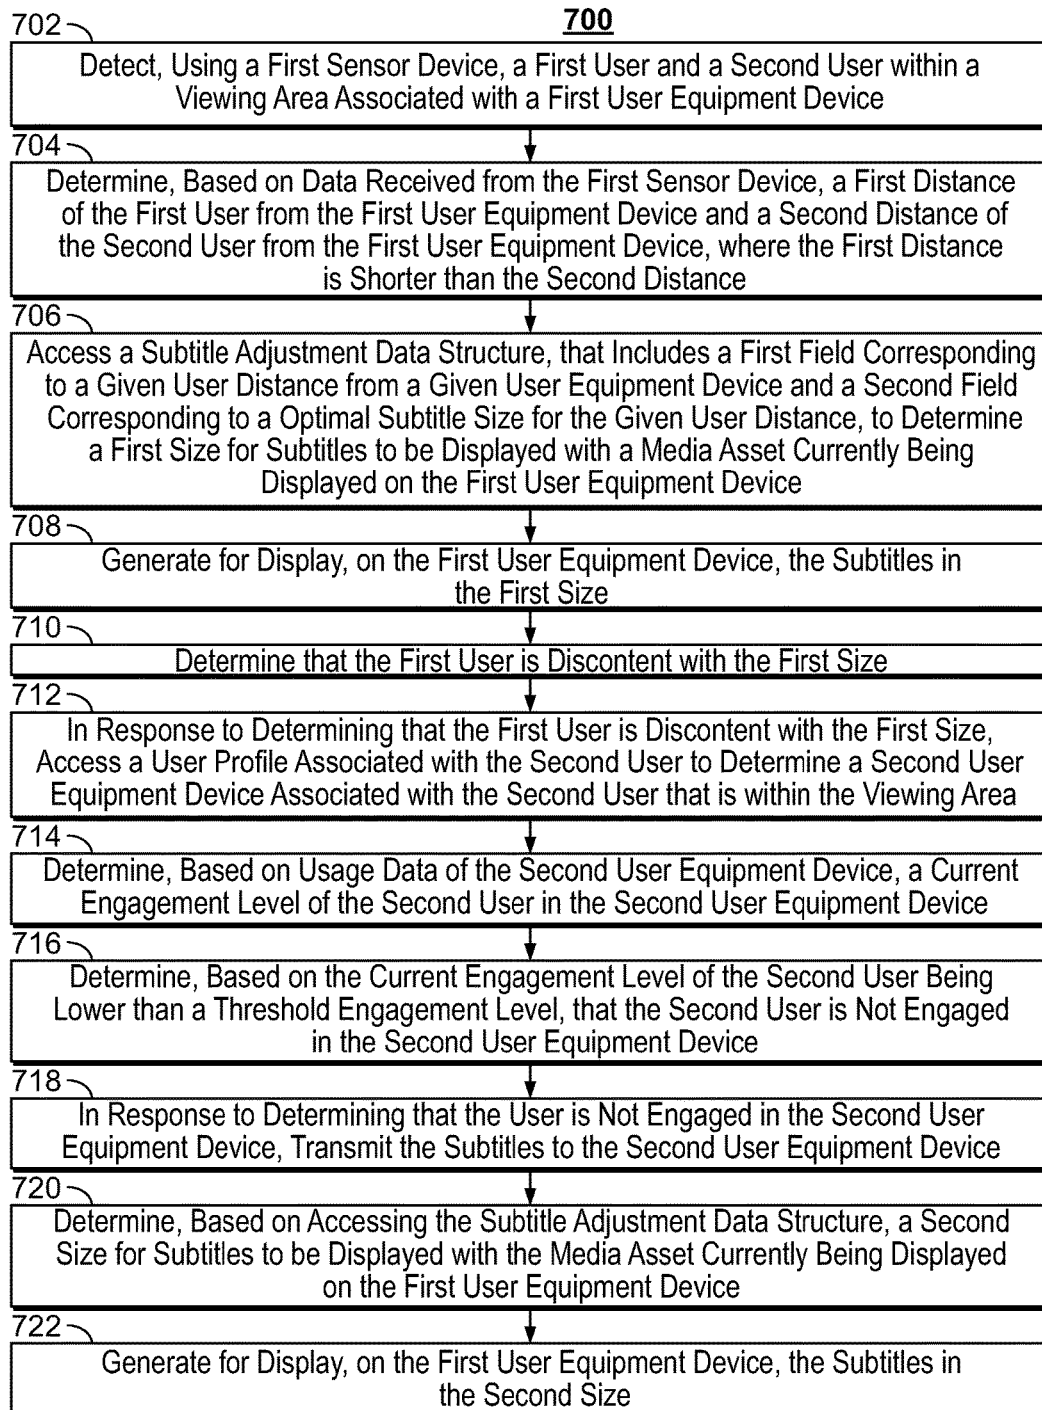 700
702
Detect, Using a First Sensor Device, a First User and a Second User within a
Viewing Area Associated with a First User Equipment Device
704
Determine, Based on Data Received from the First Sensor Device, a First Distance
of the First User from the First User Equipment Device and a Second Distance of
the Second User from the First User Equipment Device, where the First Distance
is Shorter than the Second Distance
706
Access a Subtitle Adjustment Data Structure, that Includes a First Field Corresponding
to a Given User Distance from a Given User Equipment Device and a Second Field
Corresponding to a Optimal Subtitle Size for the Given User Distance, to Determine
a First Size for Subtitles to be Displayed with a Media Asset Currently Being
Displayed on the First User Equipment Device
708
Generate for Display, on the First User Equipment Device, the Subtitles in
the First Size
710
Determine that the First User is Discontent with the First Size
712
In Response to Determining that the First User is Discontent with the First Size,
Access a User Profile Associated with the Second User to Determine a Second User
Equipment Device Associated with the Second User that is within the Viewing Area
714
Determine, Based on Usage Data of the Second User Equipment Device, a Current
Engagement Level of the Second User in the Second User Equipment Device
716
Determine, Based on the Current Engagement Level of the Second User Being
Lower than a Threshold Engagement Level, that the Second User is Not Engaged
in the Second User Equipment Device
718
In Response to Determining that the User is Not Engaged in the Second User
Equipment Device, Transmit the Subtitles to the Second User Equipment Device
720
Determine, Based on Accessing the Subtitle Adjustment Data Structure, a Second
Size for Subtitles to be Displayed with the Media Asset Currently Being Displayed
on the First User Equipment Device
722
Generate for Display, on the First User Equipment Device, the Subtitles in
the Second Size